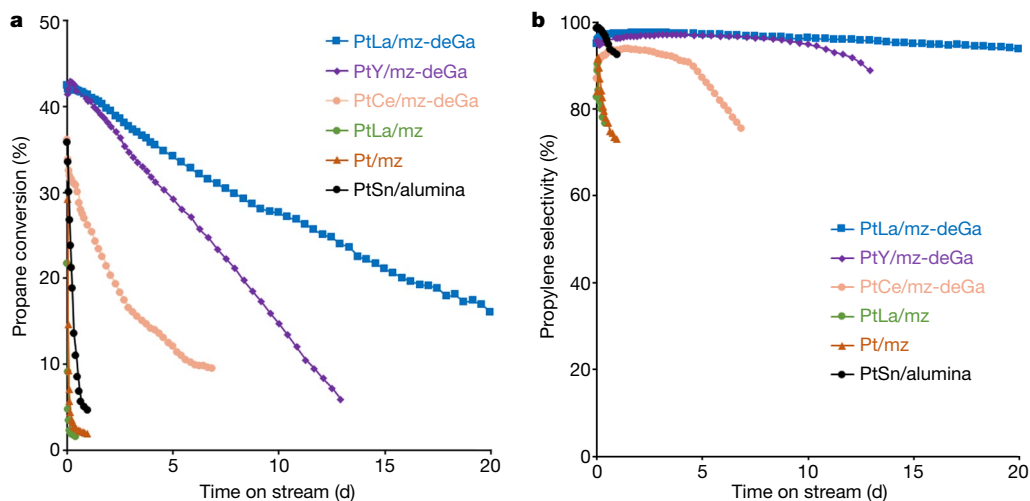 a
Propane conversion (%)
50
40
30
20
10
0
0 5 10 15 20
Time on stream (d)
PtLa/mz-deGa
PtY/mz-deGa
PtCe/mz-deGa
PtLa/mz
Pt/mz
PtSn/alumina
b
Propylene selectivity (%)
100
80
60
40
20
0
0 5 10 15 20
Time on stream (d)
PtLa/mz-deGa
PtY/mz-deGa
PtCe/mz-deGa
PtLa/mz
Pt/mz
PtSn/alumina